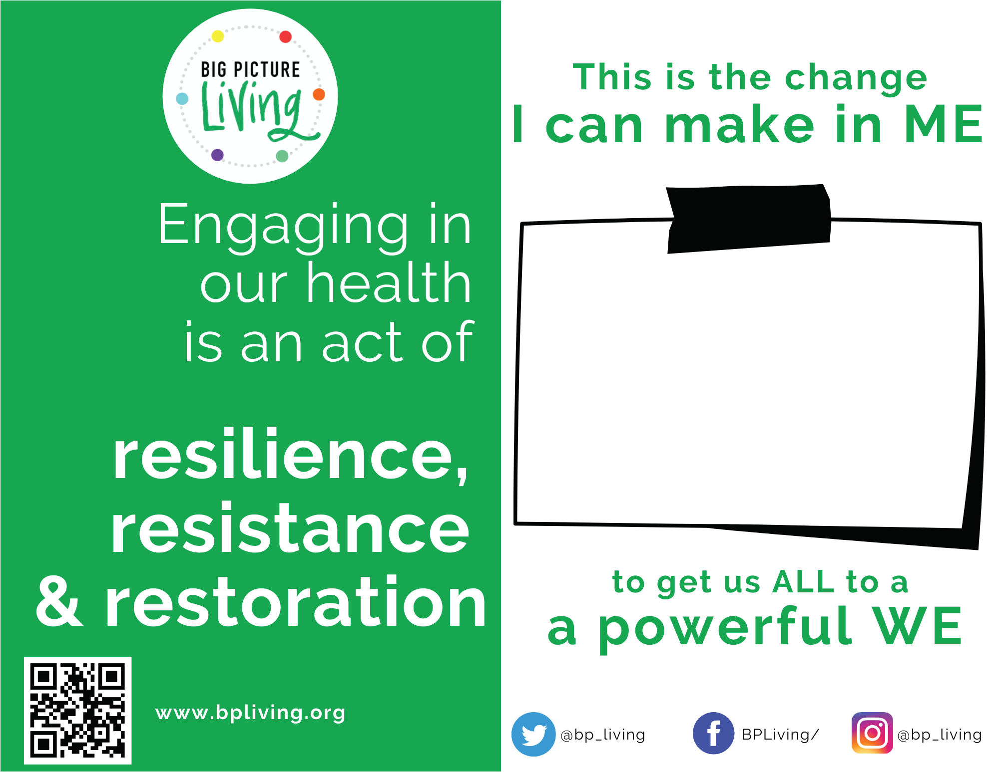 BIG PICTURE
Living
Engaging in
our health
is an act of
resilience,
resistance
& restoration
www.bpliving.org
This is the change
I can make in ME
to get us ALL to a
a powerful WE
@bp_living
BPLiving/
@bp_living